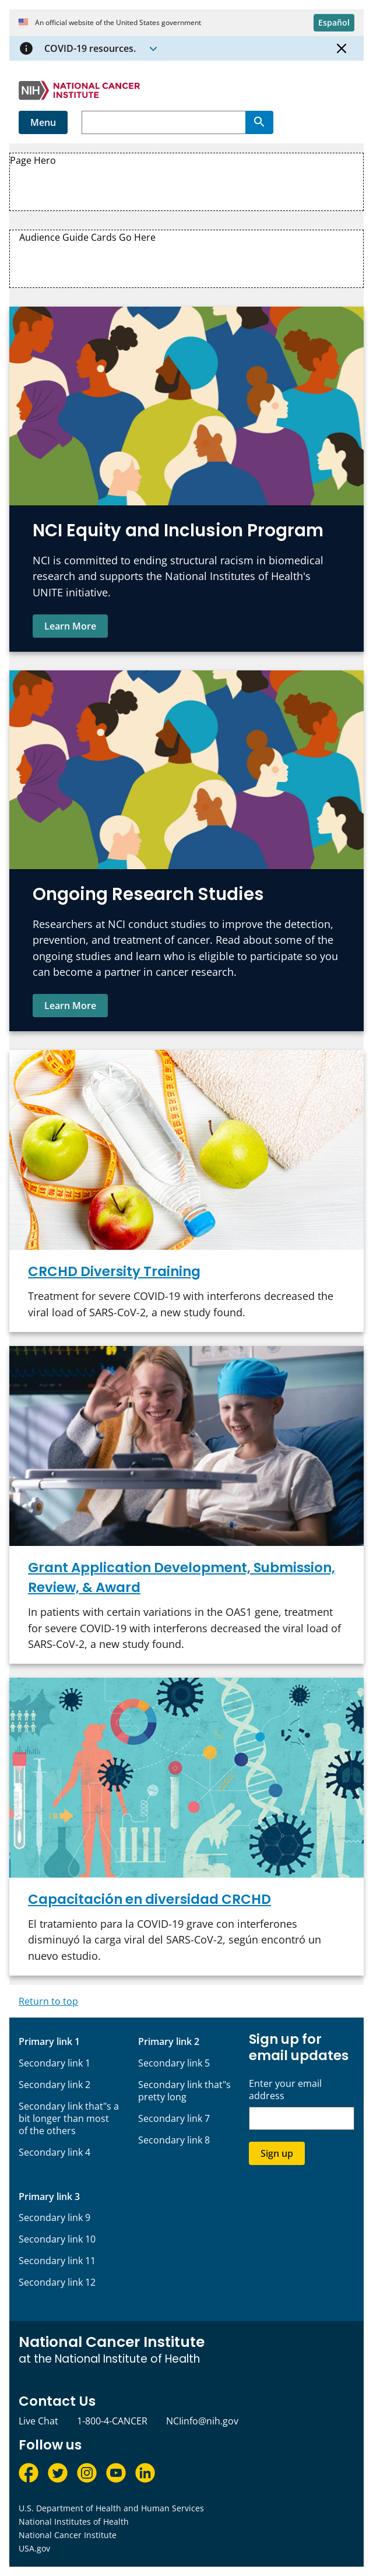 An official website of the United States government
Español
COVID-19 resources.
NIH NATIONAL CANCER
INSTITUTE
Menu
Page Hero
Audience Guide Cards Go Here
NCI Equity and Inclusion Program
NCI is committed to ending structural racism in biomedical
research and supports the National Institutes of Health's
UNITE initiative.
Learn More
Ongoing Research Studies
Researchers at NCI conduct studies to improve the detection,
prevention, and treatment of cancer. Read about some of the
ongoing studies and learn who is eligible to participate so you
can become a partner in cancer research.
Learn More
CRCHD Diversity Training
Treatment for severe COVID-19 with interferons decreased the
viral load of SARS-CoV-2, a new study found.
Grant Application Development, Submission,
Review, & Award
In patients with certain variations in the OAS1 gene, treatment
for severe COVID-19 with interferons decreased the viral load of
SARS-CoV-2, a new study found.
Capacitación en diversidad CRCHD
El tratamiento para la COVID-19 grave con interferones
disminuyó la carga viral del SARS-CoV-2, según encontró un
nuevo estudio.
Return to top
Primary link 1
Secondary link 1
Secondary link 2
Secondary link that"s a
bit longer than most
of the others
Secondary link 4
Primary link 2
Secondary link 5
Secondary link that"s
pretty long
Secondary link 7
Secondary link 8
Sign up for
email updates
Enter your email
address
Sign up
Primary link 3
Secondary link 9
Secondary link 10
Secondary link 11
Secondary link 12
National Cancer Institute
at the National Institute of Health
Contact Us
Live Chat 1-800-4-CANCER NCIinfo@nih.gov
Follow us
U.S. Department of Health and Human Services
National Institutes of Health
National Cancer Institute
USA.gov